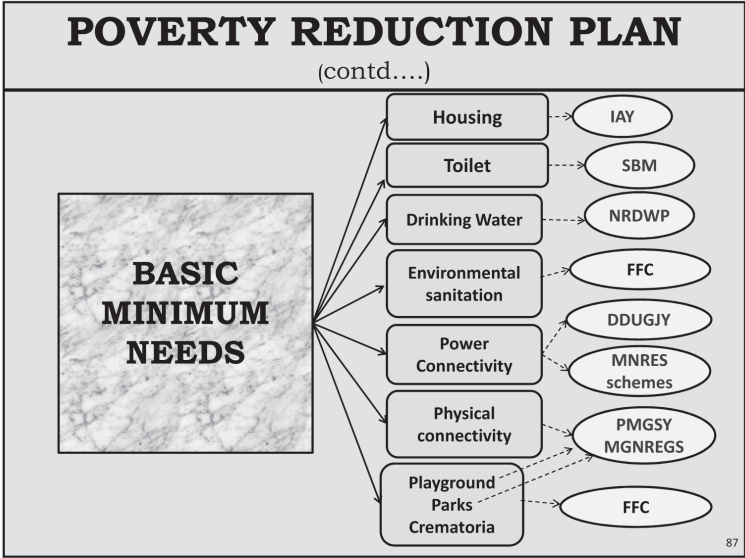 POVERTY REDUCTION PLAN
(contd....)
BASIC
MINIMUM
NEEDS
Housing
IAY
Toilet
SBM
Drinking Water
NRDWP
Environmental
sanitation
FFC
Power
Connectivity
DDUGJY
MNRES
schemes
Physical
connectivity
PMGSY
MGNREGS
Playground
Parks
Crematoria
FFC
87